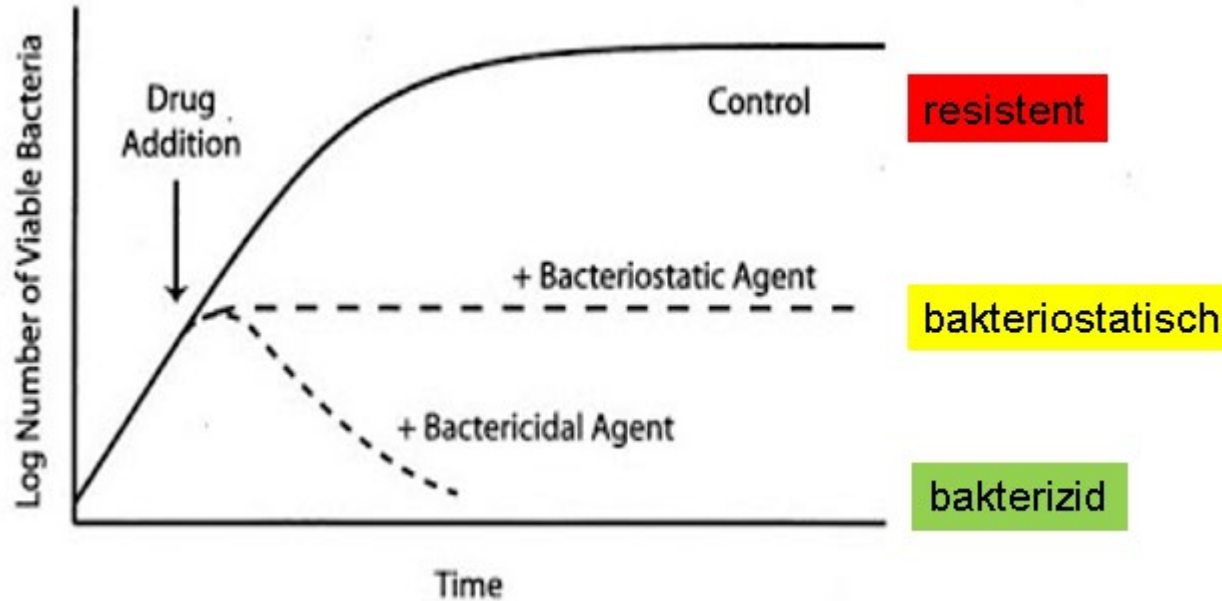 Log Number of Viable Bacteria
Drug
Addition
Control
resistent
+ Bacteriostatic Agent
bakteriostatisch
+ Bactericidal Agent
bakterizid
Time